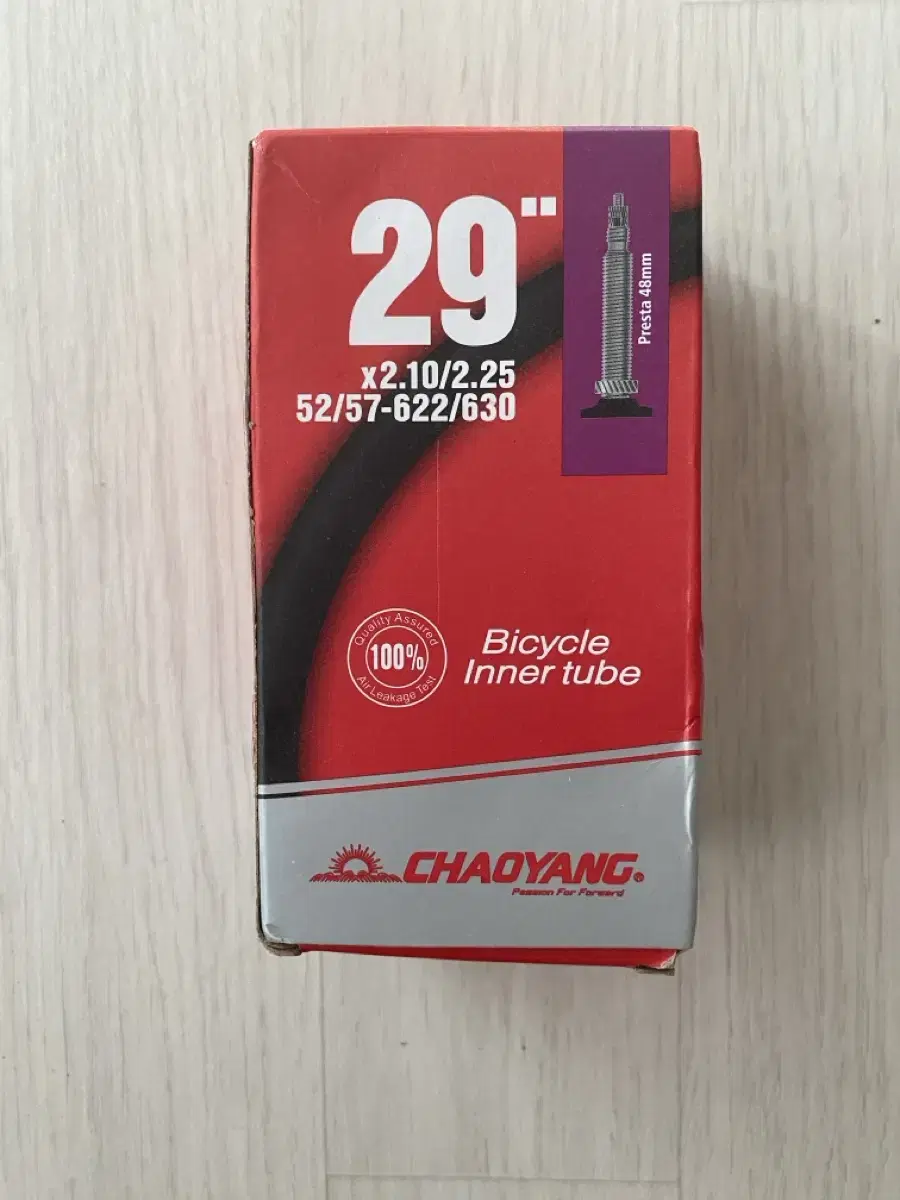 29"
x2.10/2.25
52/57-622/630
Presta 48mm
Quality Assured
100%
Air Leakage Test
Bicycle
Inner tube
CHAOYANG®
Passion For Forward